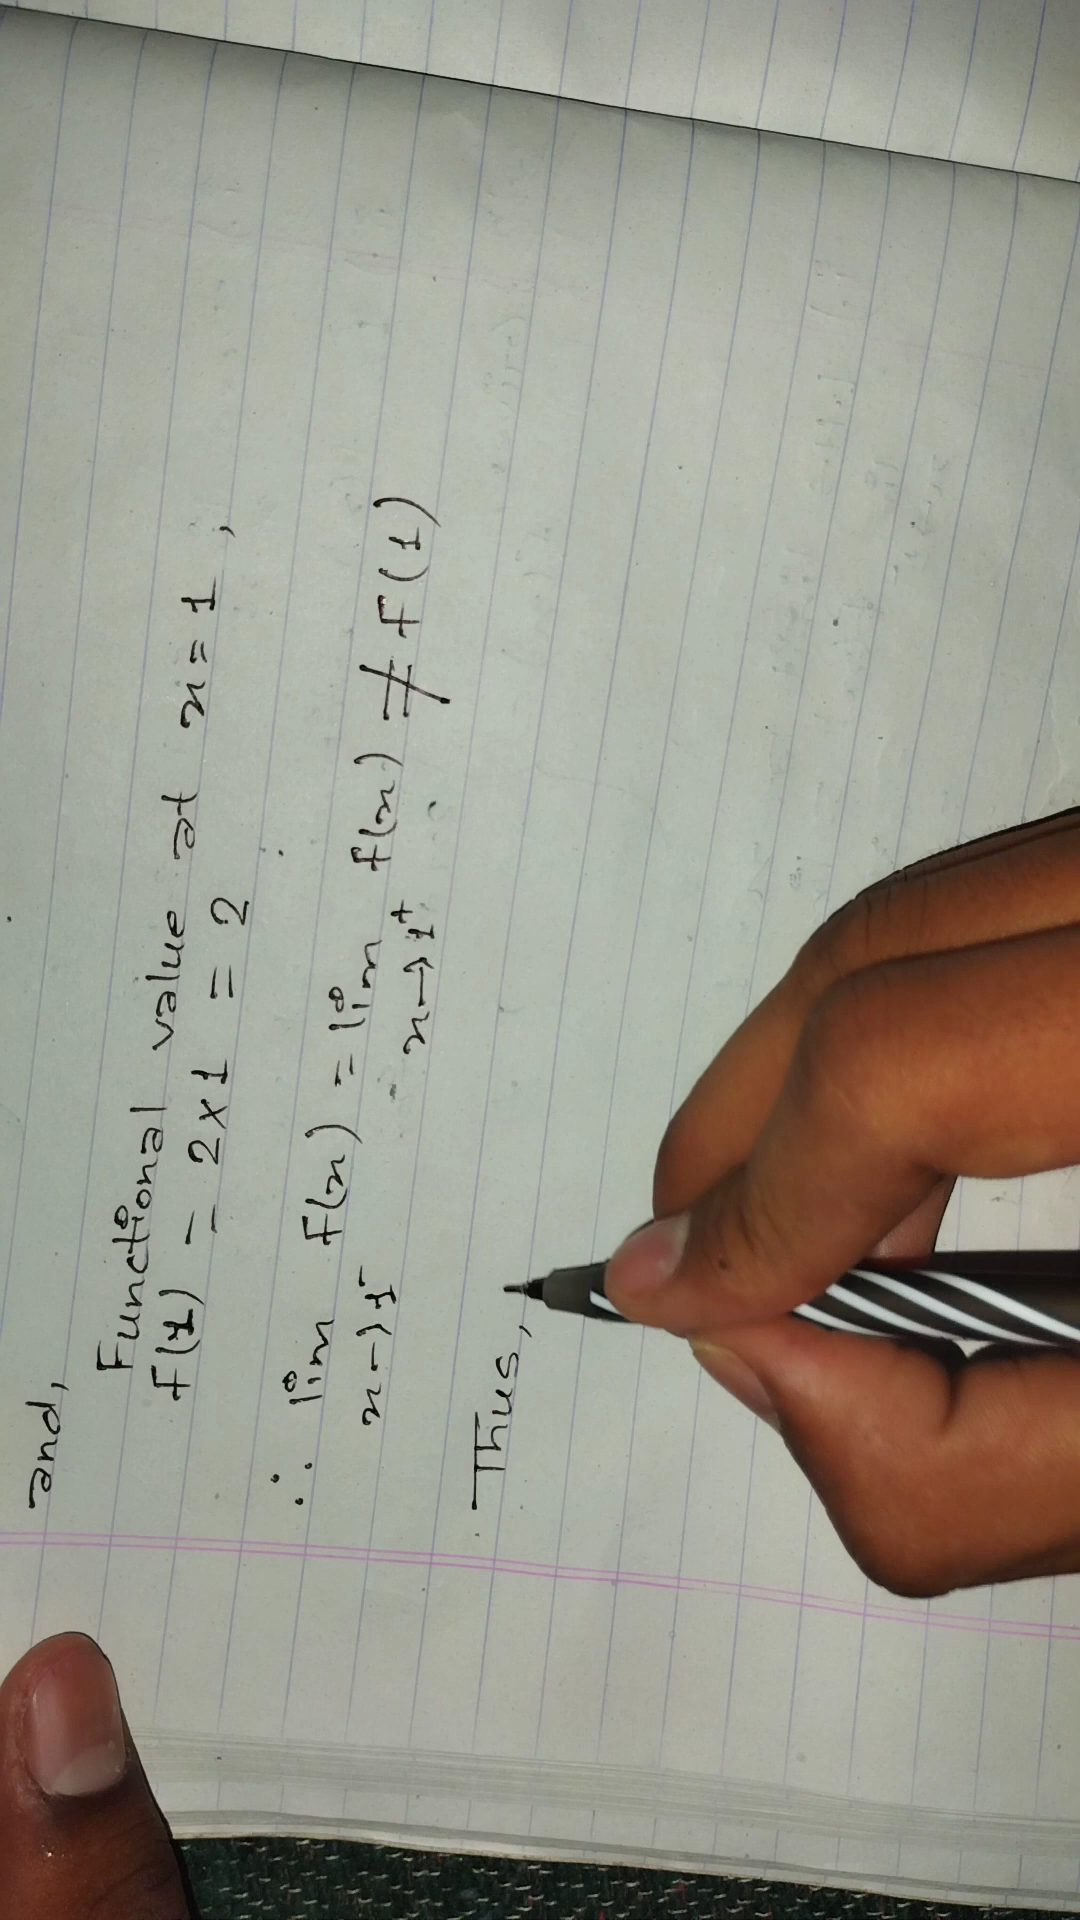 and,
Functional value at x=1,
f(1) = 2×1 = 2
∴ lim f(x) = lim f(x) ≠ f(1)
x→1⁻ x→1⁺
Thus,